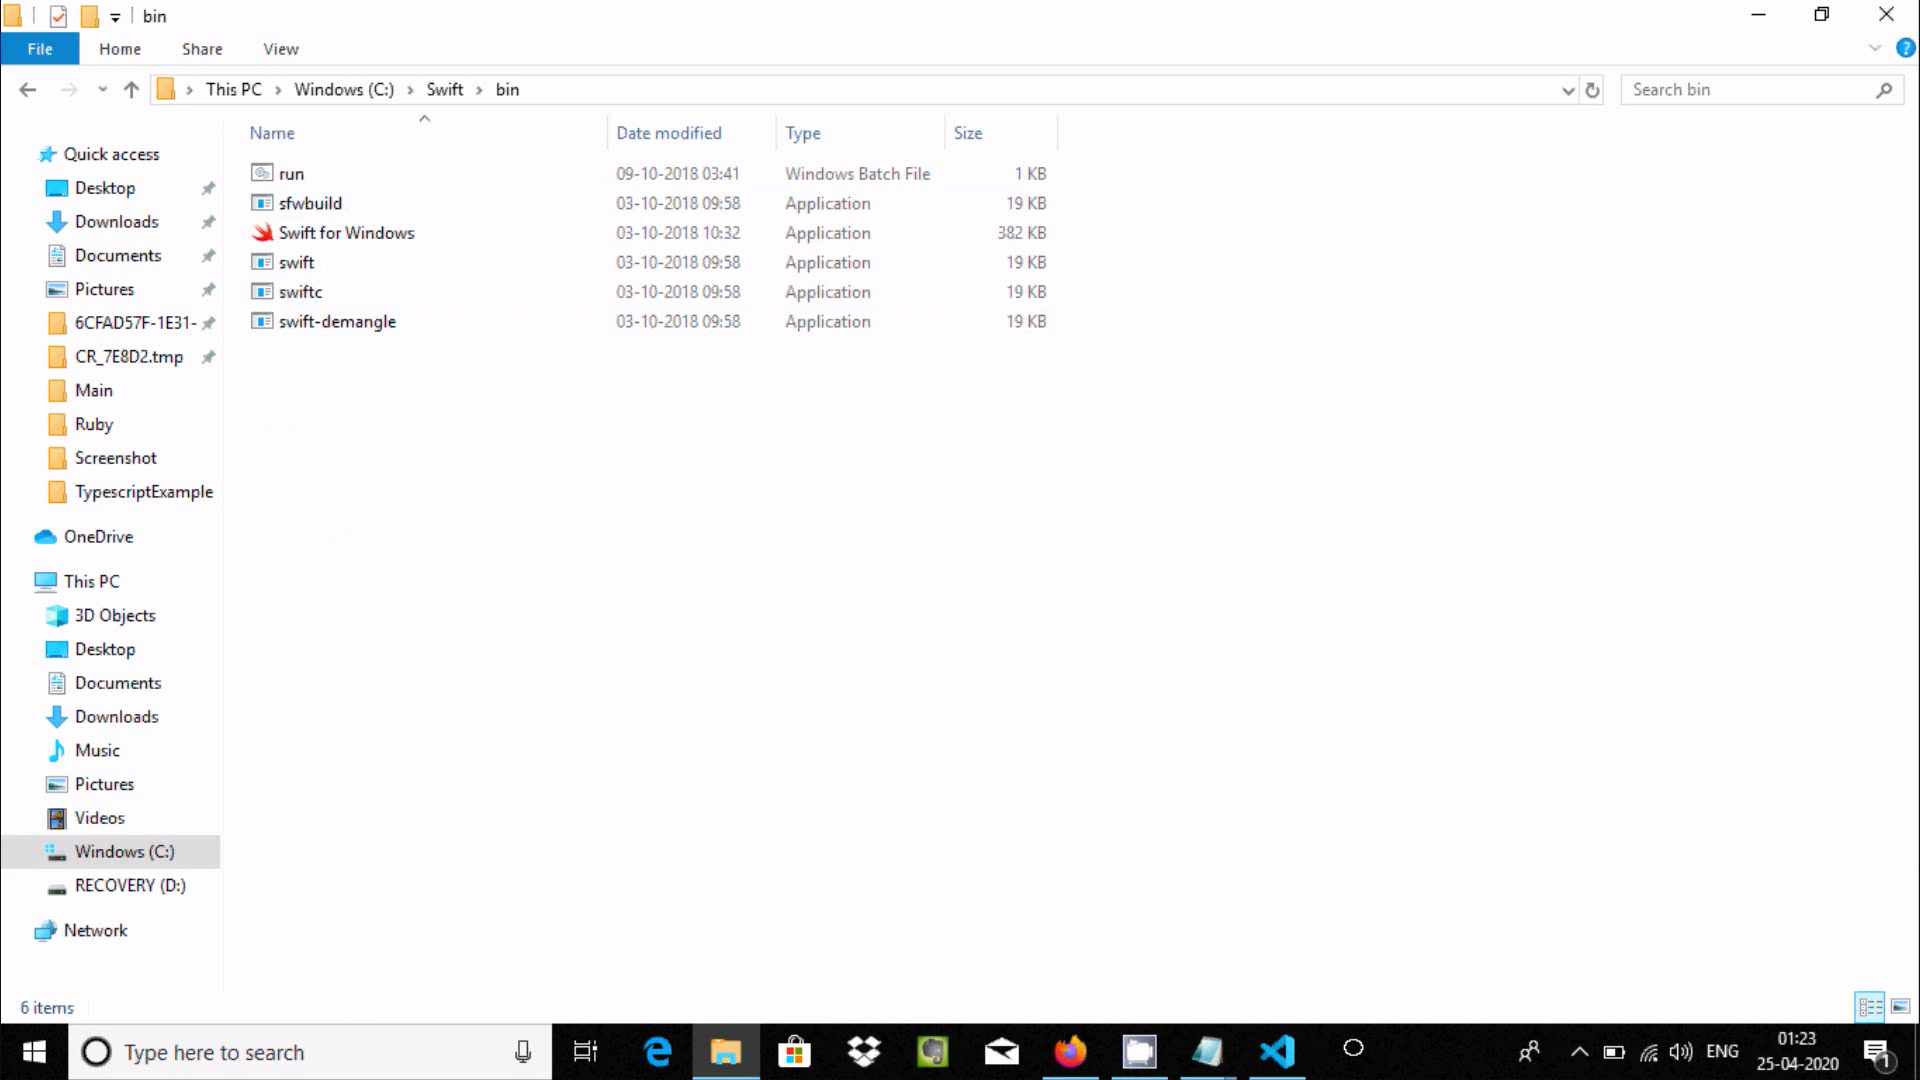 bin
File Home Share View
This PC Windows (C:) Swift bin Search bin
Name Date modified Type Size
run 09-10-2018 03:41 Windows Batch File 1 KB
sfwbuild 03-10-2018 09:58 Application 19 KB
Swift for Windows 03-10-2018 10:32 Application 382 KB
swift 03-10-2018 09:58 Application 19 KB
swiftc 03-10-2018 09:58 Application 19 KB
swift-demangle 03-10-2018 09:58 Application 19 KB
Quick access
Desktop
Downloads
Documents
Pictures
6CFAD57F-1E31-
CR_7E8D2.tmp
Main
Ruby
Screenshot
TypescriptExample
OneDrive
This PC
3D Objects
Desktop
Documents
Downloads
Music
Pictures
Videos
Windows (C:)
RECOVERY (D:)
Network
6 items
Type here to search
ENG
01:23
25-04-2020
1